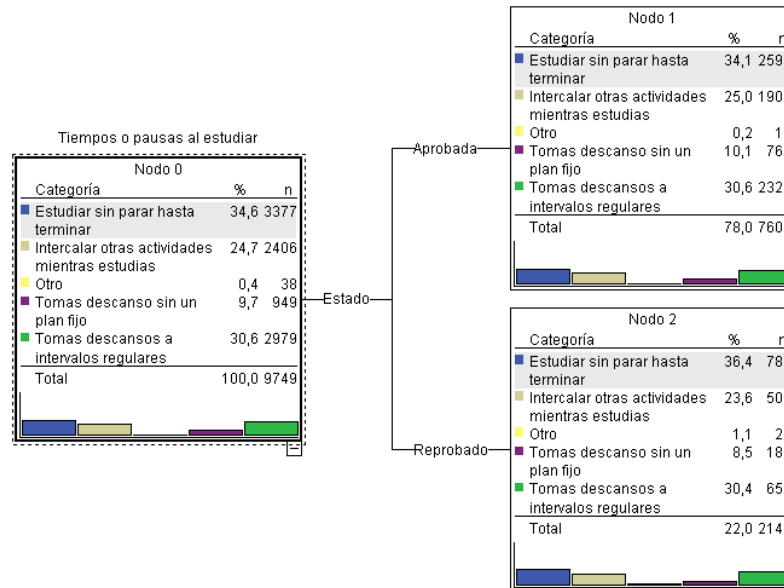 Tiempos o pausas al estudiar
Nodo 0
Categoría % n
Estudiar sin parar hasta 34,6 3377
terminar
Intercalar otras actividades 24,7 2406
mientras estudias
Otro 0,4 38
Tomas descanso sin un 9,7 949
plan fijo
Tomas descansos a 30,6 2979
intervalos regulares
Total 100,0 9749
Estado
Aprobada
Nodo 1
Categoría %
Estudiar sin parar hasta 34,1 259
terminar
Intercalar otras actividades 25,0 190
mientras estudias
Otro 0,2 1
Tomas descanso sin un 10,1 76
plan fijo
Tomas descansos a 30,6 232
intervalos regulares
Total 78,0 760
Reprobado
Nodo 2
Categoría %
Estudiar sin parar hasta 36,4 78
terminar
Intercalar otras actividades 23,6 50
mientras estudias
Otro 1,1 2
Tomas descanso sin un 8,5 18
plan fijo
Tomas descansos a 30,4 65
intervalos regulares
Total 22,0 214